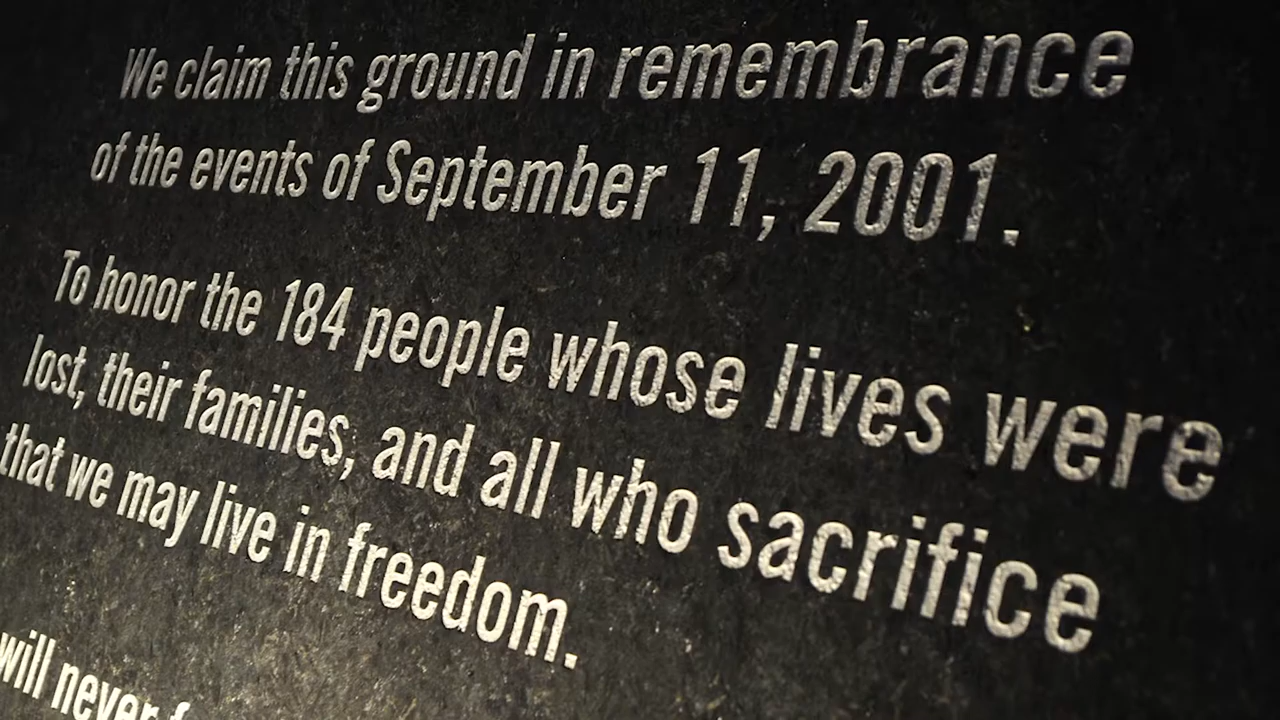 We claim this ground in remembrance
of the events of September 11, 2001.
To honor the 184 people whose lives were
lost, their families, and all who sacrifice
that we may live in freedom.
will never